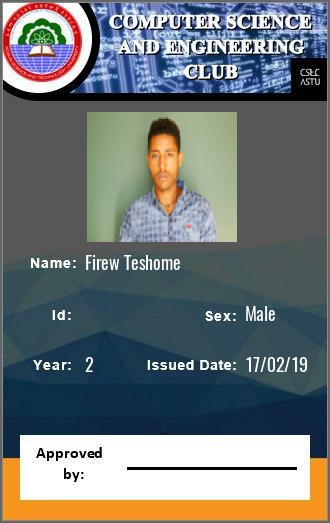 COMPUTER SCIENCE
AND ENGINEERING
CLUB
CSEC
ASTU
Name: Firew Teshome
Id: Sex: Male
Year: 2 Issued Date: 17/02/19
Approved
by: